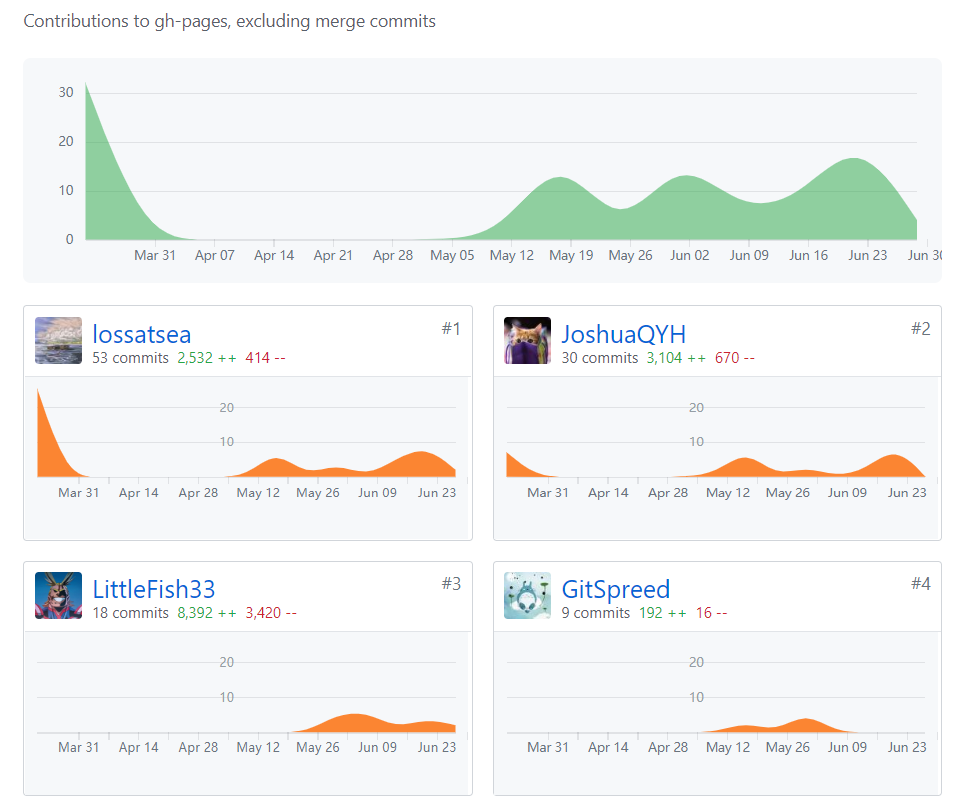 Contributions to gh-pages, excluding merge commits
30
20
10
0
Mar 31 Apr 07 Apr 14 Apr 21 Apr 28 May 05 May 12 May 19 May 26 Jun 02 Jun 09 Jun 16 Jun 23 Jun 30
lossatsea #1
53 commits 2,532 ++ 414 --
20
10
Mar 31 Apr 14 Apr 28 May 12 May 26 Jun 09 Jun 23
JoshuaQYH #2
30 commits 3,104 ++ 670 --
20
10
Mar 31 Apr 14 Apr 28 May 12 May 26 Jun 09 Jun 23
LittleFish33 #3
18 commits 8,392 ++ 3,420 --
20
10
Mar 31 Apr 14 Apr 28 May 12 May 26 Jun 09 Jun 23
GitSpreed #4
9 commits 192 ++ 16 --
20
10
Mar 31 Apr 14 Apr 28 May 12 May 26 Jun 09 Jun 23